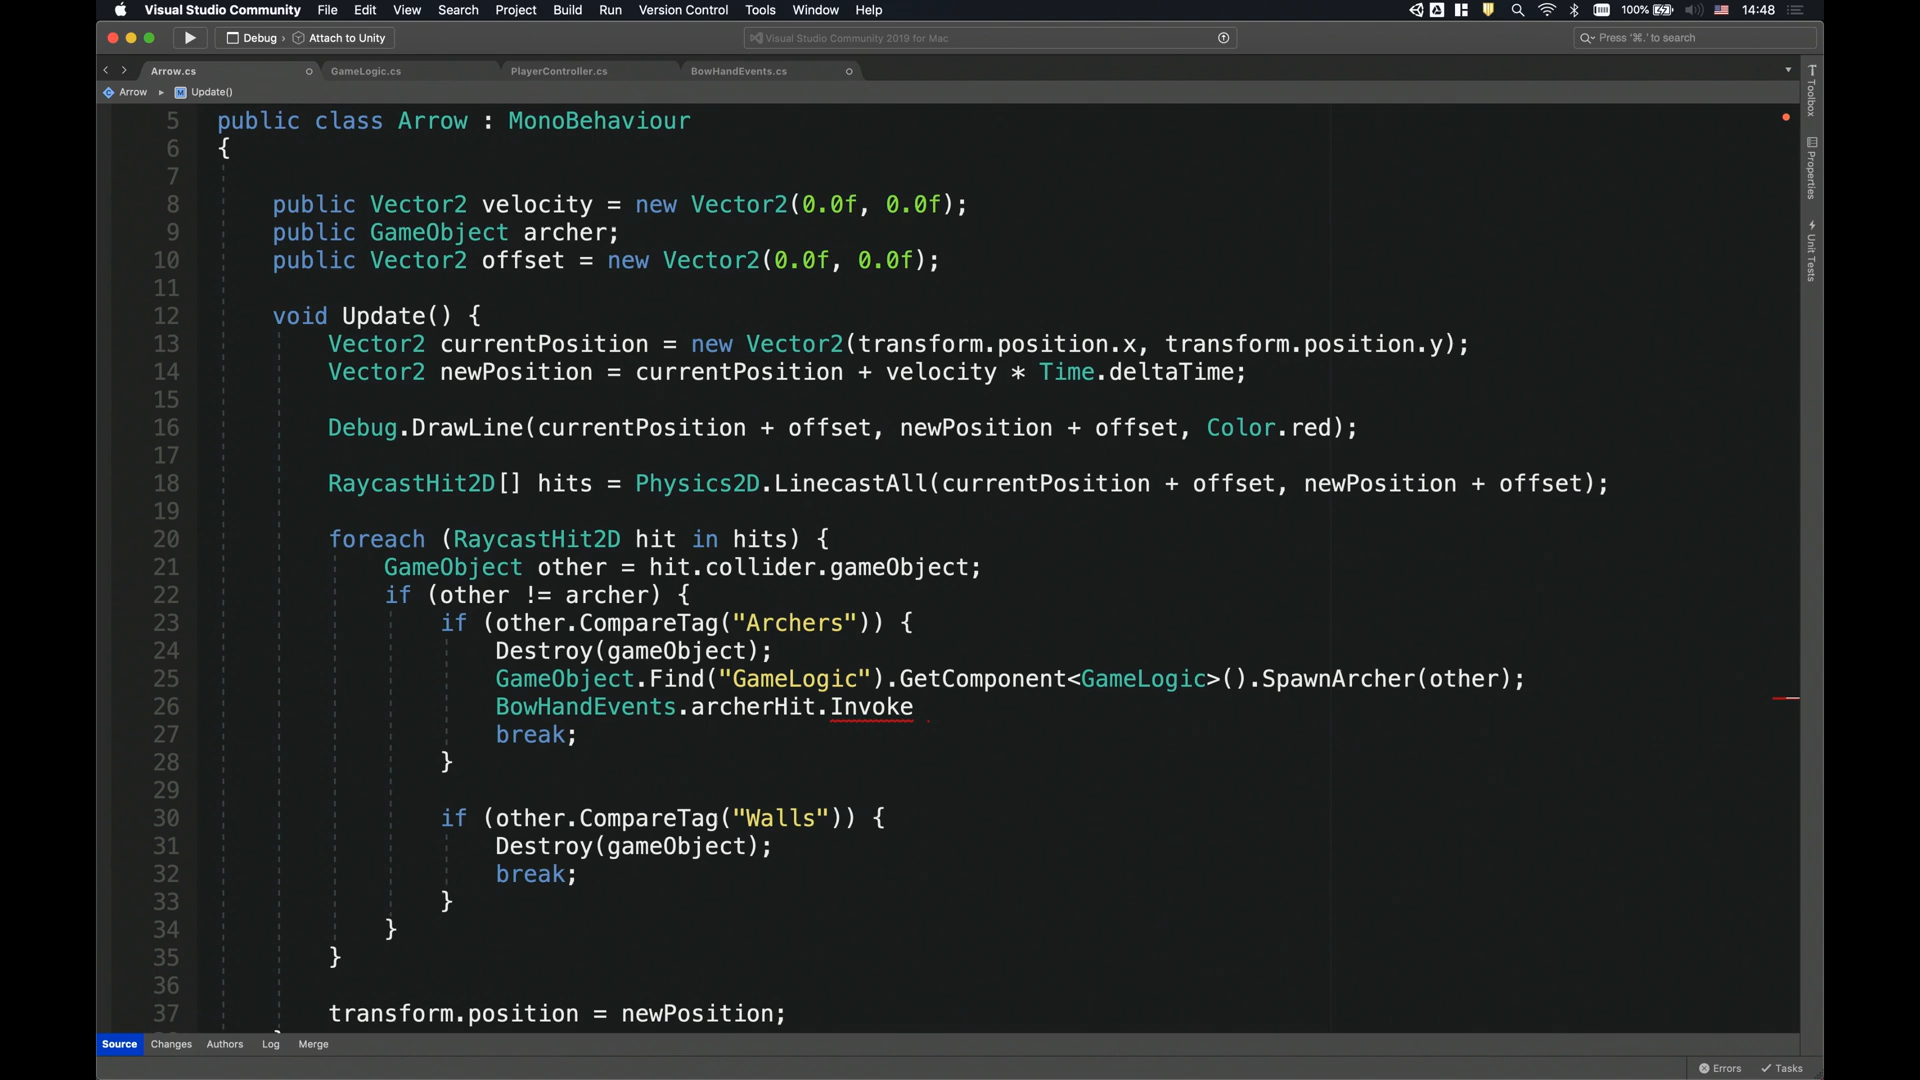 Visual Studio Community File Edit View Search Project Build Run Version Control Tools Window Help 100% 14:48
Debug › Attach to Unity Visual Studio Community 2019 for Mac Press '⌘.' to search
Arrow.cs GameLogic.cs PlayerController.cs BowHandEvents.cs
Arrow ▸ M Update()
5 public class Arrow : MonoBehaviour
6 {
7
8 public Vector2 velocity = new Vector2(0.0f, 0.0f);
9 public GameObject archer;
10 public Vector2 offset = new Vector2(0.0f, 0.0f);
11
12 void Update() {
13 Vector2 currentPosition = new Vector2(transform.position.x, transform.position.y);
14 Vector2 newPosition = currentPosition + velocity * Time.deltaTime;
15
16 Debug.DrawLine(currentPosition + offset, newPosition + offset, Color.red);
17
18 RaycastHit2D[] hits = Physics2D.LinecastAll(currentPosition + offset, newPosition + offset);
19
20 foreach (RaycastHit2D hit in hits) {
21 GameObject other = hit.collider.gameObject;
22 if (other != archer) {
23 if (other.CompareTag("Archers")) {
24 Destroy(gameObject);
25 GameObject.Find("GameLogic").GetComponent<GameLogic>().SpawnArcher(other);
26 BowHandEvents.archerHit.Invoke
27 break;
28 }
29
30 if (other.CompareTag("Walls")) {
31 Destroy(gameObject);
32 break;
33 }
34 }
35 }
36
37 transform.position = newPosition;
Toolbox
Properties
Unit Tests
Source Changes Authors Log Merge
Errors Tasks